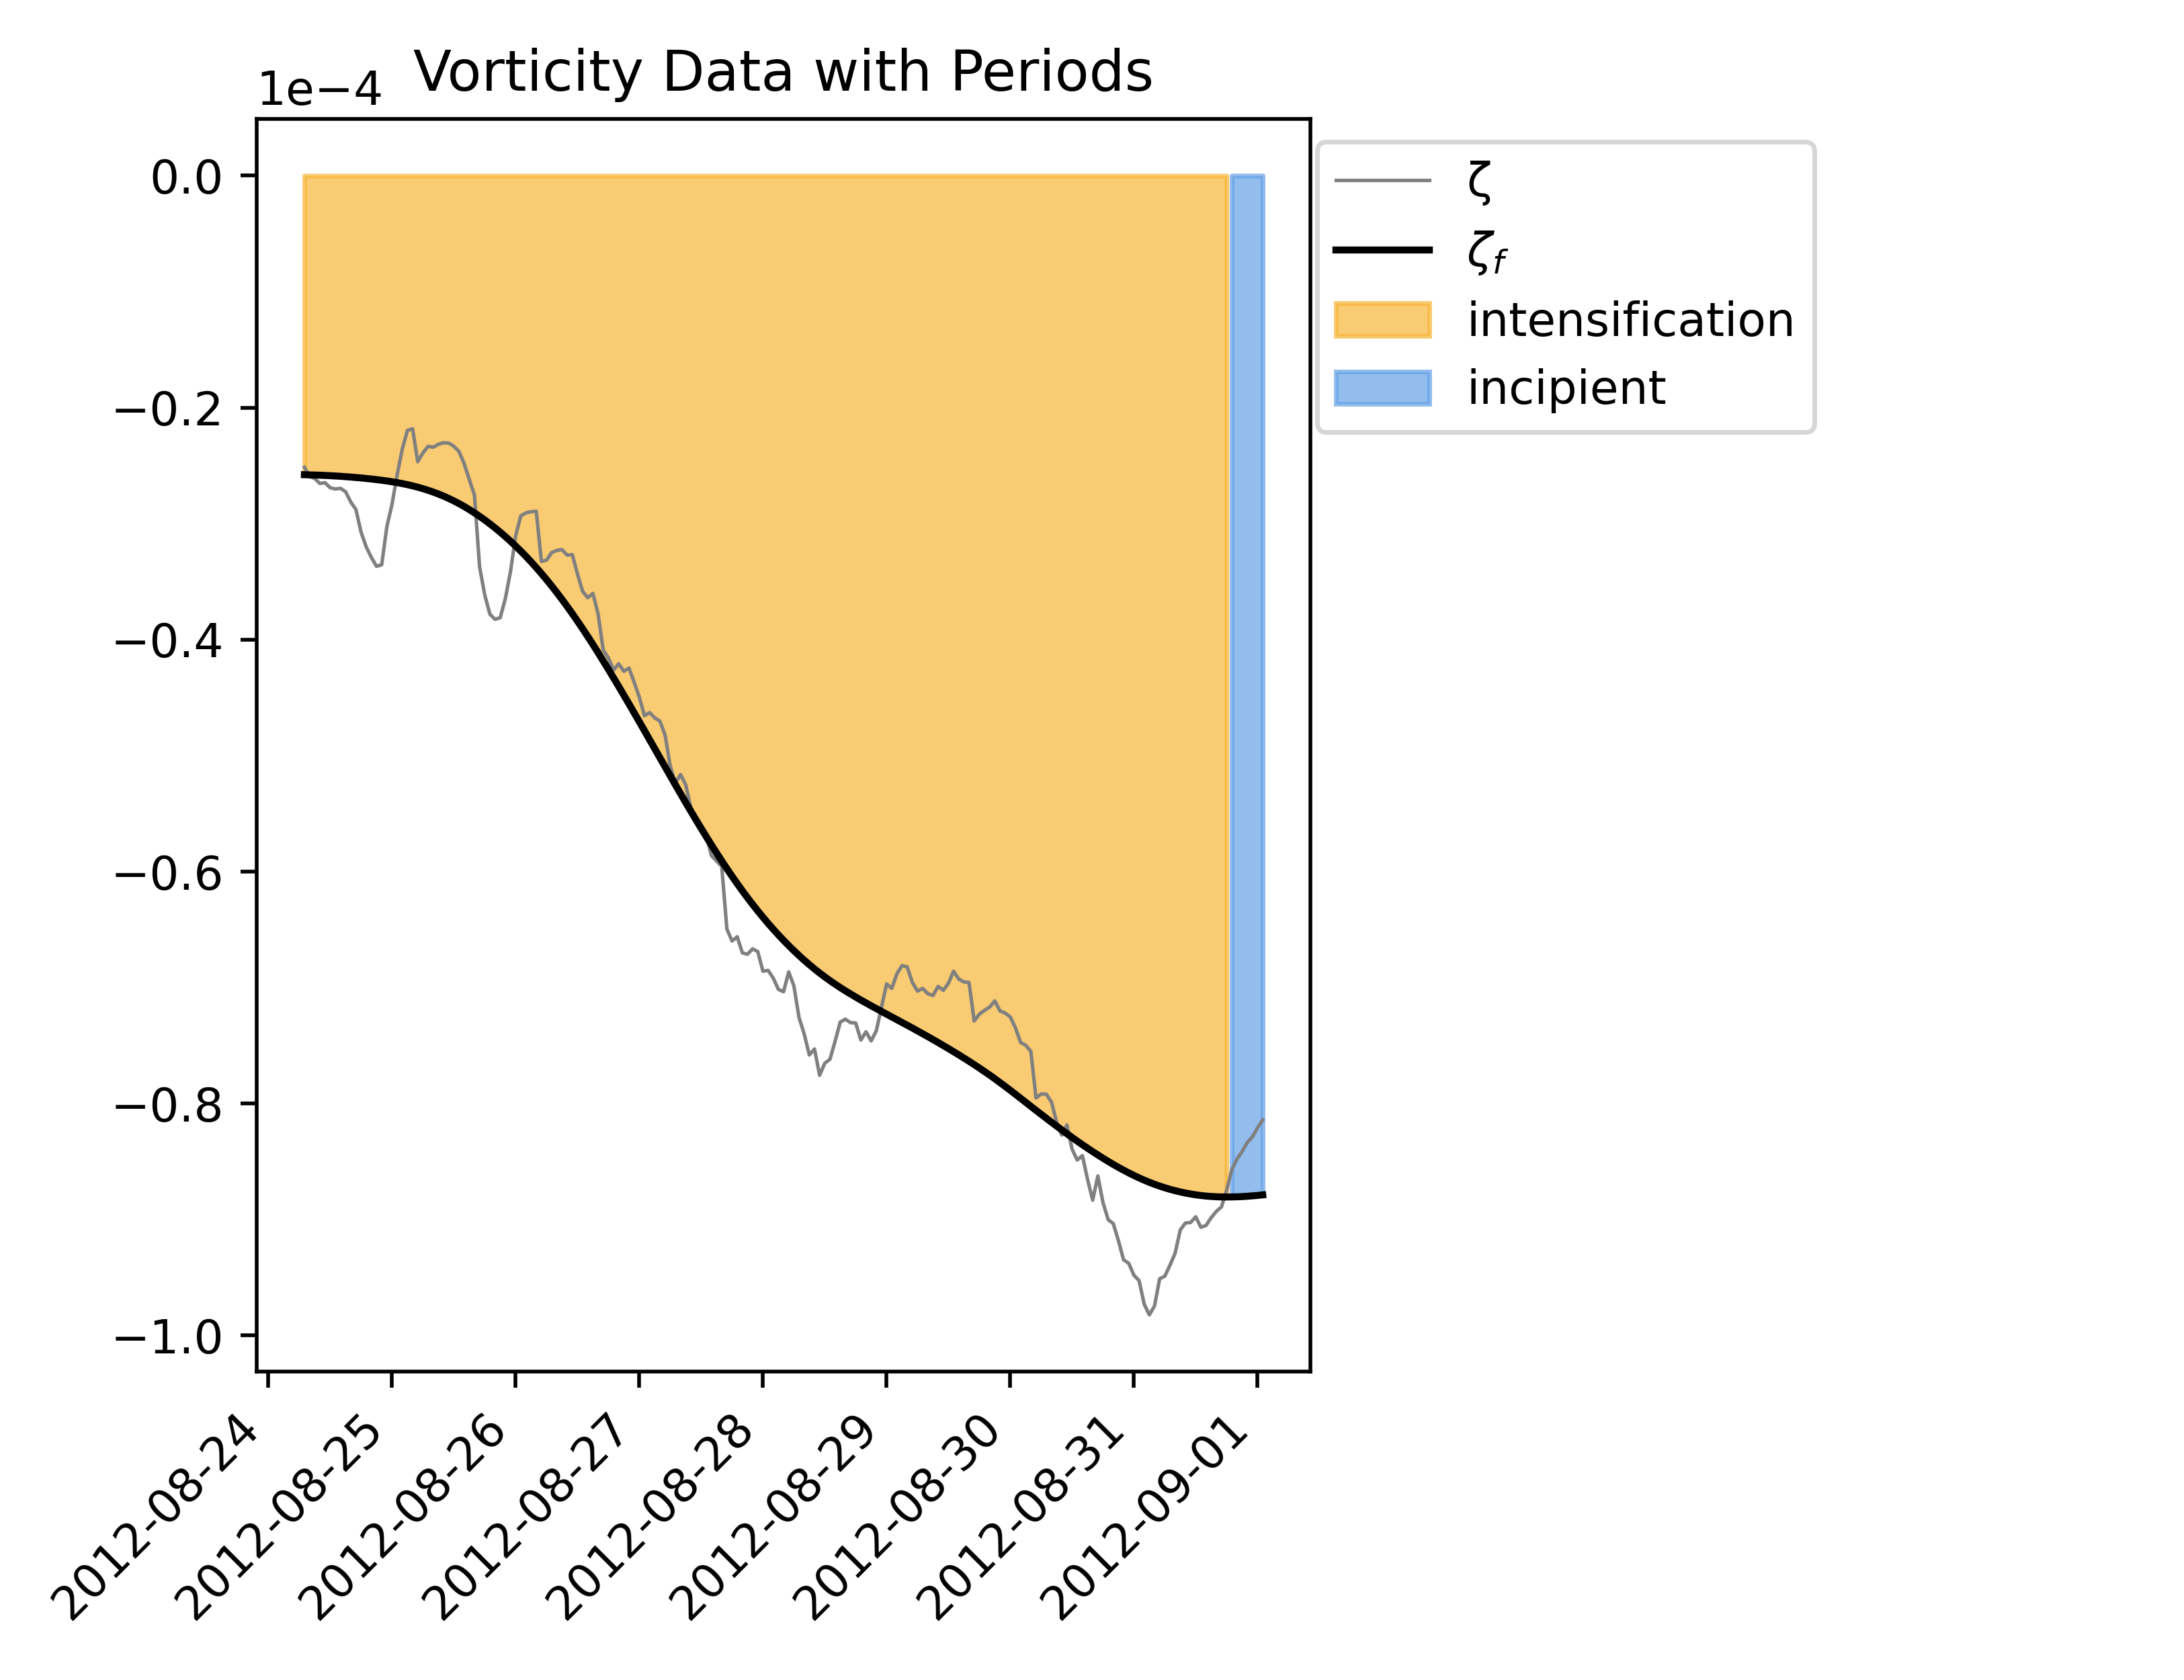 Vorticity Data with Periods
1e−4
0.0
−0.2
−0.4
−0.6
−0.8
−1.0
2012-08-24
2012-08-25
2012-08-26
2012-08-27
2012-08-28
2012-08-29
2012-08-30
2012-08-31
2012-09-01
ζ
ζf
intensification
incipient